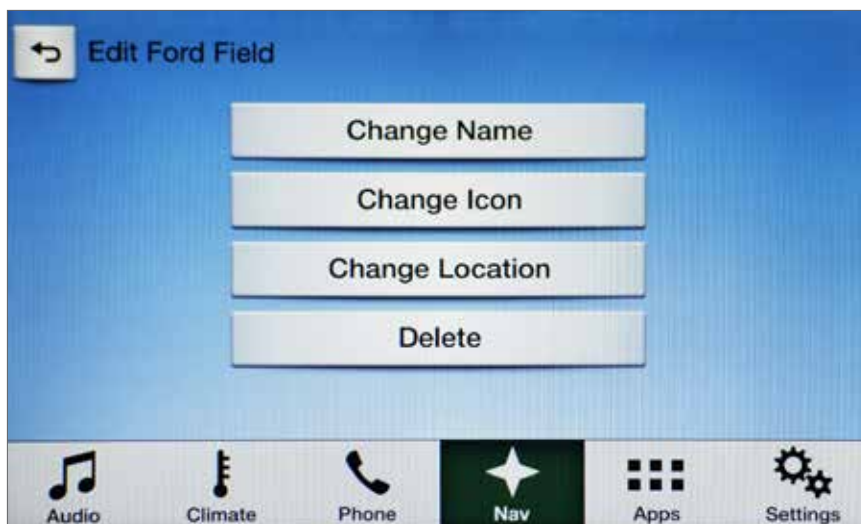 Edit Ford Field
Change Name
Change Icon
Change Location
Delete
Audio Climate Phone Nav Apps Settings